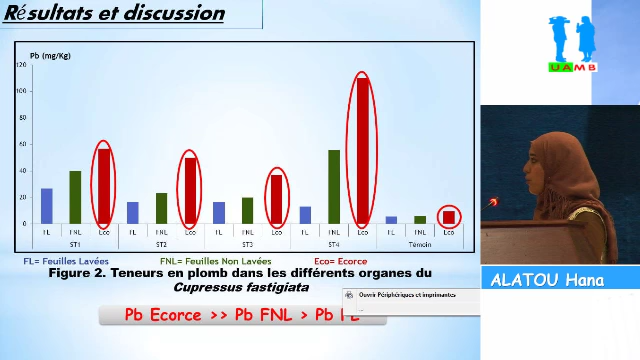 Résultats et discussion
Pb (mg/Kg)
120
100
80
60
40
20
0
FL FNL Eco FL FNL Eco FL FNL Eco FL FNL Eco FL FNL Eco
ST1 ST2 ST3 ST4 Témoin
FL= Feuilles Lavées FNL= Feuilles Non Lavées Eco= Ecorce
Figure 2. Teneurs en plomb dans les différents organes du
Cupressus fastigiata
Ouvrir Périphériques et imprimantes
Pb Ecorce >> Pb FNL > Pb FL
UAMB
ALATOU Hana